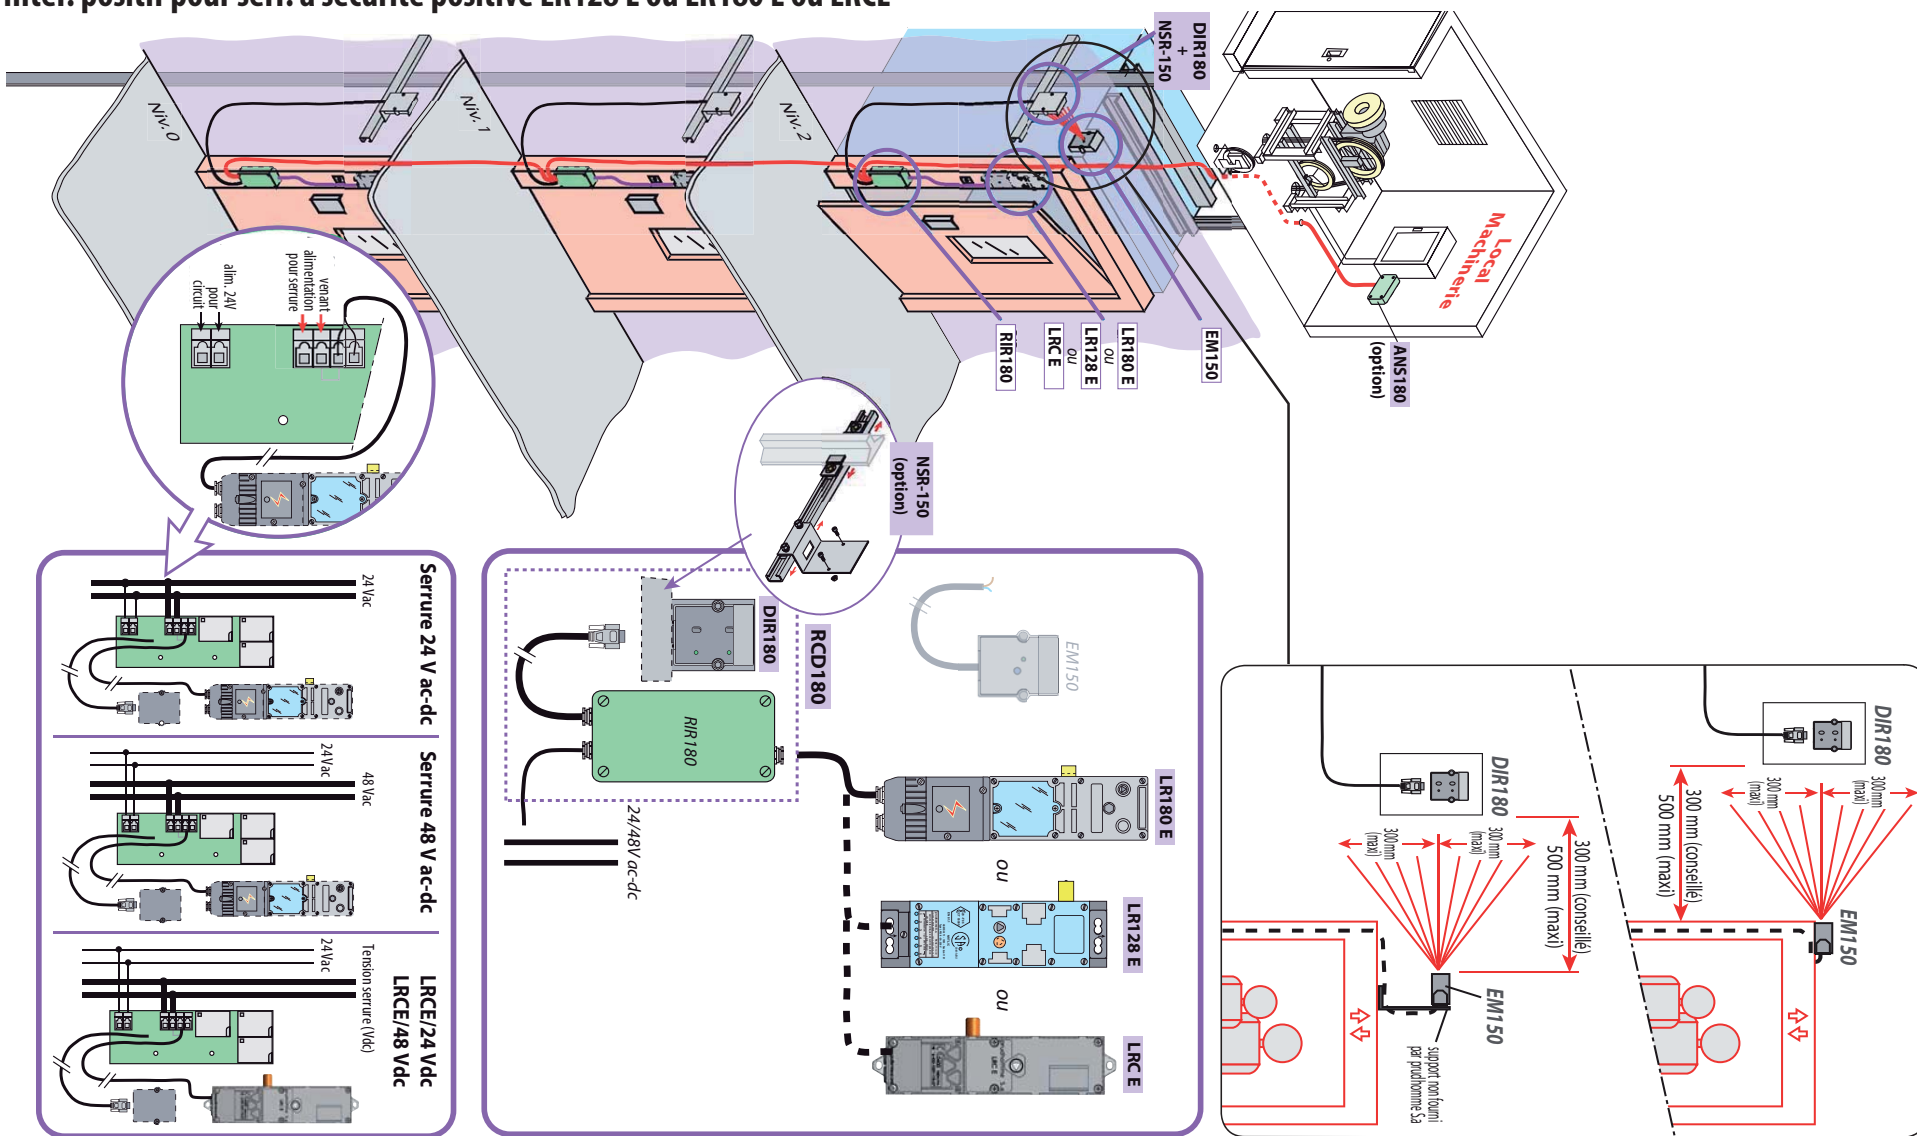 DIR180
+
NSR-150
Niv. 0
Niv. 1
Niv. 2
Local
Machinerie
ANS180
(option)
EM150
LR180 E
ou
LR128 E
ou
LRC E
RIR180
alim. 24V
pour
circuit
venant
alimentation
pour serrure
NSR-150
(option)
Serrure 24 V ac-dc
24 Vac
Serrure 48 V ac-dc
24Vac
48 Vac
LRCE/24 Vdc
LRCE/48 Vdc
24Vac
Tension serrure (Vdc)
DIR180
RCD180
EM150
RIR180
24/48V ac-dc
LR180 E
ou
LR128 E
ou
LRC E
DIR180
300 mm
(maxi)
300 mm
(maxi)
300 mm (conseillé)
500 mm (maxi)
EM150
DIR180
300 mm
(maxi)
300 mm
(maxi)
300 mm (conseillé)
500 mm (maxi)
EM150
support non fourni
par prudhomme S.a